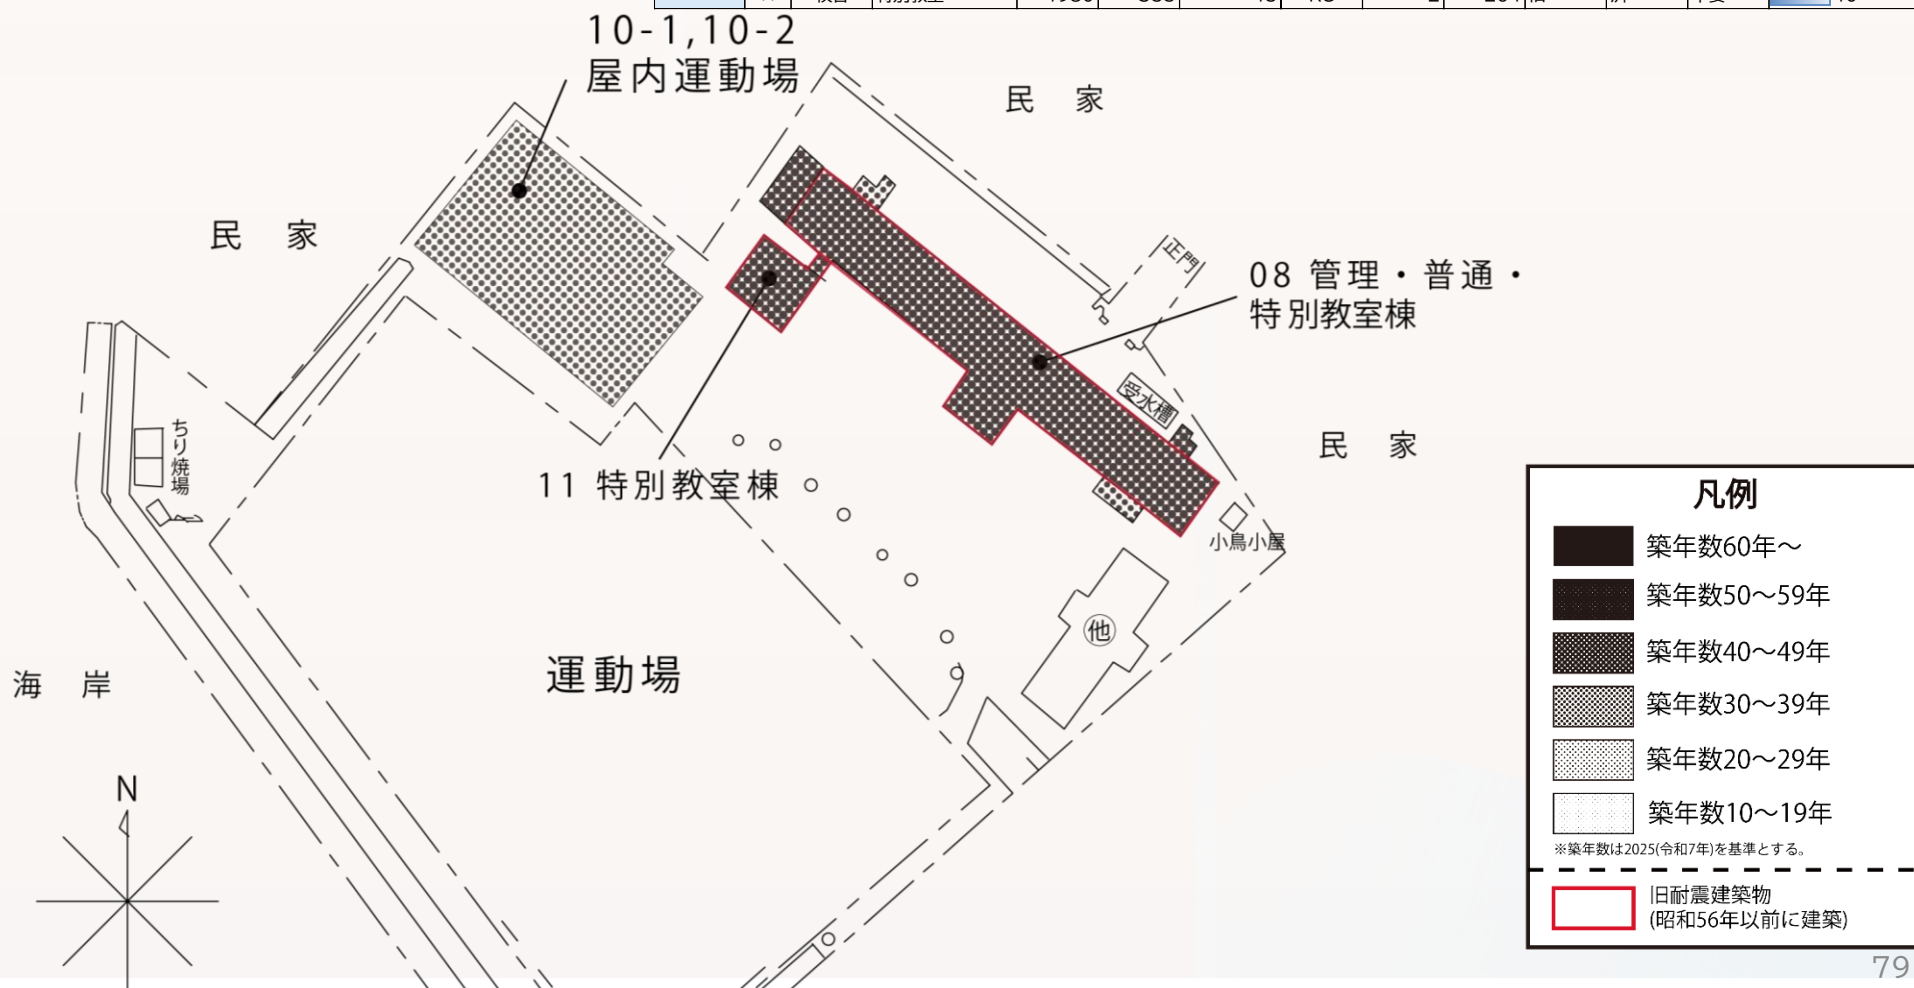 10-1,10-2
屋内運動場
民 家
民 家
正門
08 管理・普通・
特別教室棟
受水槽
民 家
ちり焼場
11 特別教室棟
小鳥小屋
他
運動場
海 岸
N
凡例
築年数60年～
築年数50～59年
築年数40～49年
築年数30～39年
築年数20～29年
築年数10～19年
※築年数は2025(令和7年)を基準とする。
旧耐震建築物
(昭和56年以前に建築)
79